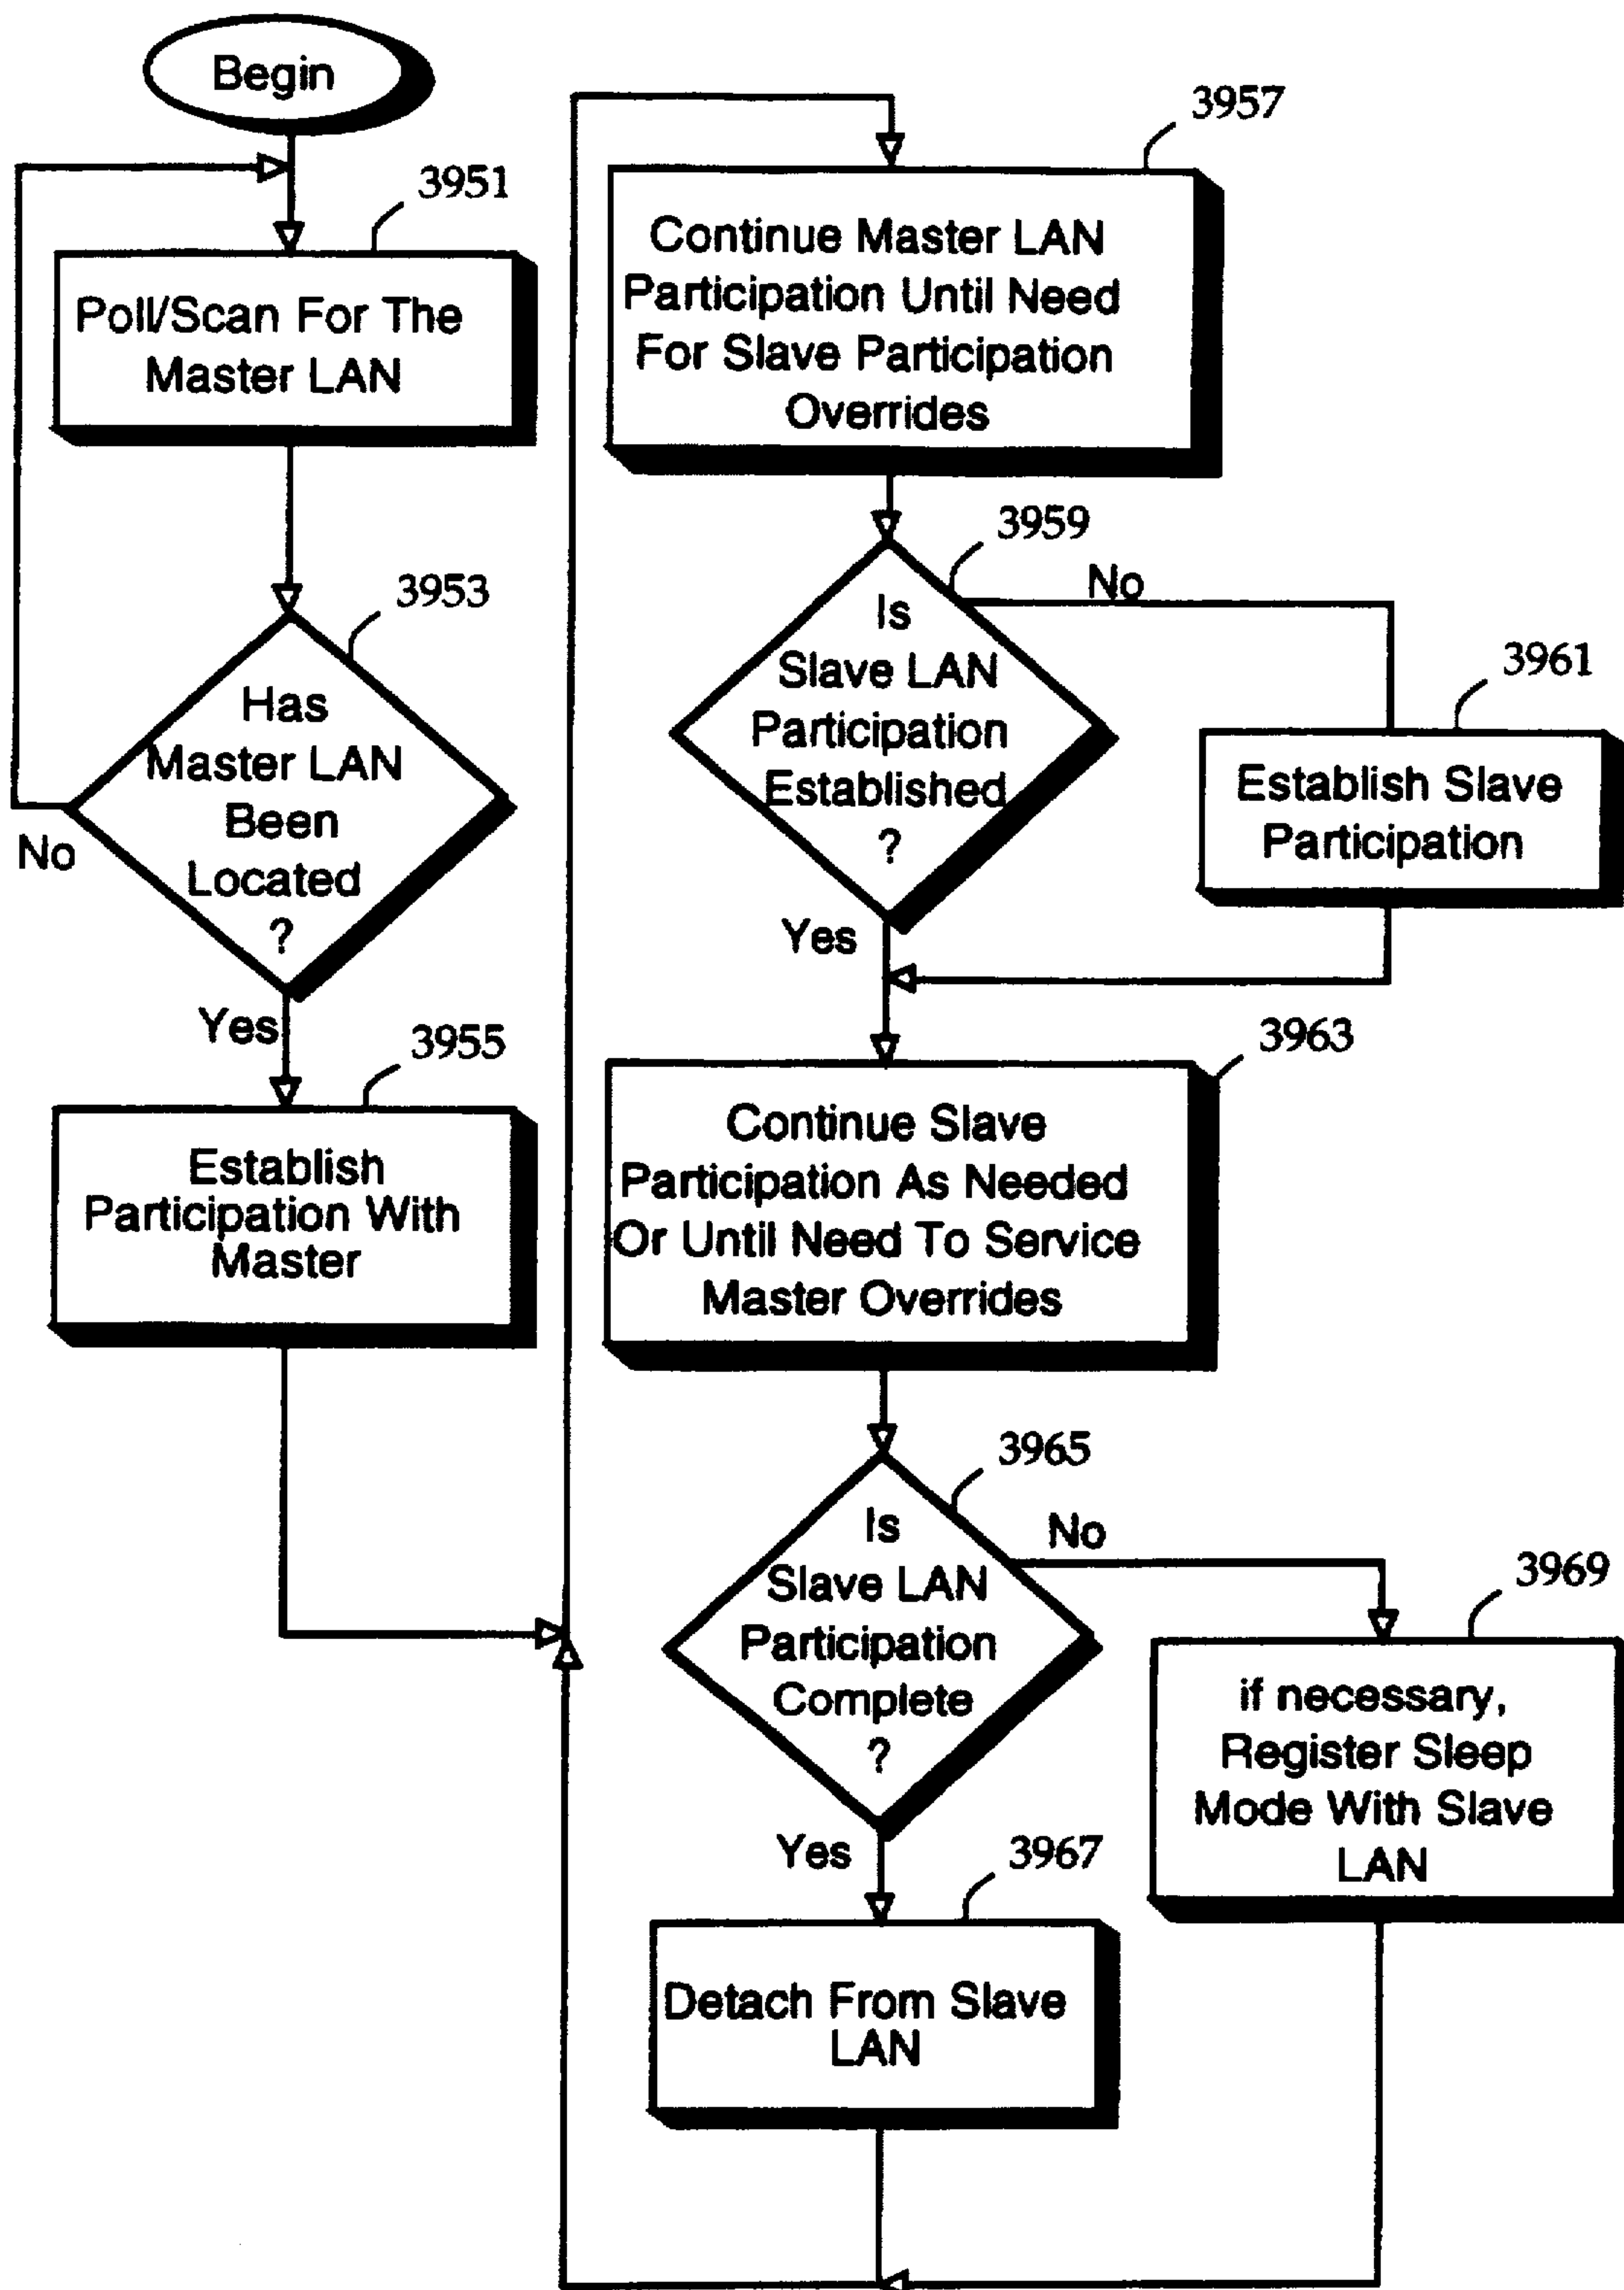 Begin
3951
Poll/Scan For The
Master LAN
3953
Has
Master LAN
Been
Located
?
No
Yes
3955
Establish
Participation With
Master
3957
Continue Master LAN
Participation Until Need
For Slave Participation
Overrides
3959
No
Is
Slave LAN
Participation
Established
?
3961
Establish Slave
Participation
Yes
3963
Continue Slave
Participation As Needed
Or Until Need To Service
Master Overrides
3965
No
Is
Slave LAN
Participation
Complete
?
3969
if necessary,
Register Sleep
Mode With Slave
LAN
Yes
3967
Detach From Slave
LAN